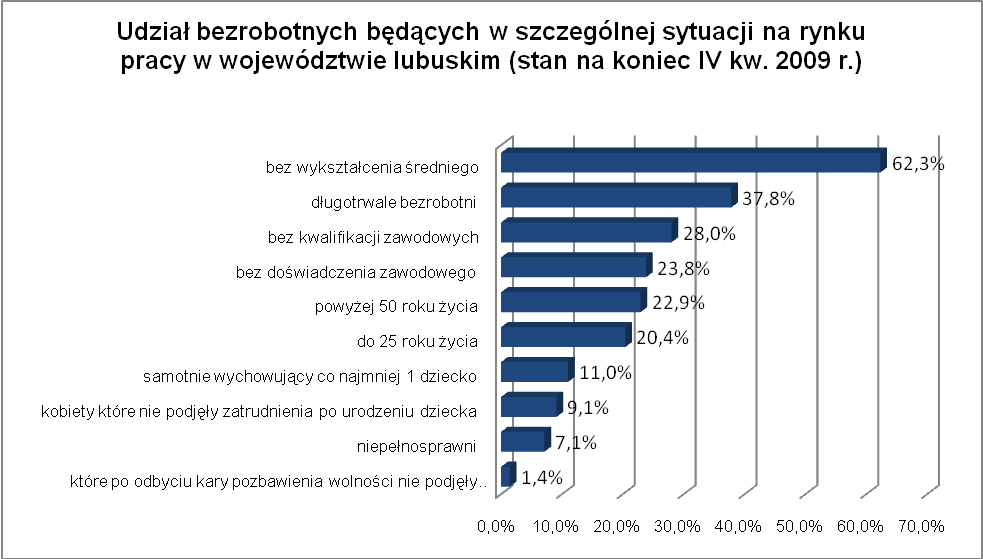 Udział bezrobotnych będących w szczególnej sytuacji na rynku
pracy w województwie lubuskim (stan na koniec IV kw. 2009 r.)
bez wykształcenia średniego 62,3%
długotrwale bezrobotni 37,8%
bez kwalifikacji zawodowych 28,0%
bez doświadczenia zawodowego 23,8%
powyżej 50 roku życia 22,9%
do 25 roku życia 20,4%
samotnie wychowujący co najmniej 1 dziecko 11,0%
kobiety które nie podjęły zatrudnienia po urodzeniu dziecka 9,1%
niepełnosprawni 7,1%
które po odbyciu kary pozbawienia wolności nie podjęły.. 1,4%
0,0% 10,0% 20,0% 30,0% 40,0% 50,0% 60,0% 70,0%